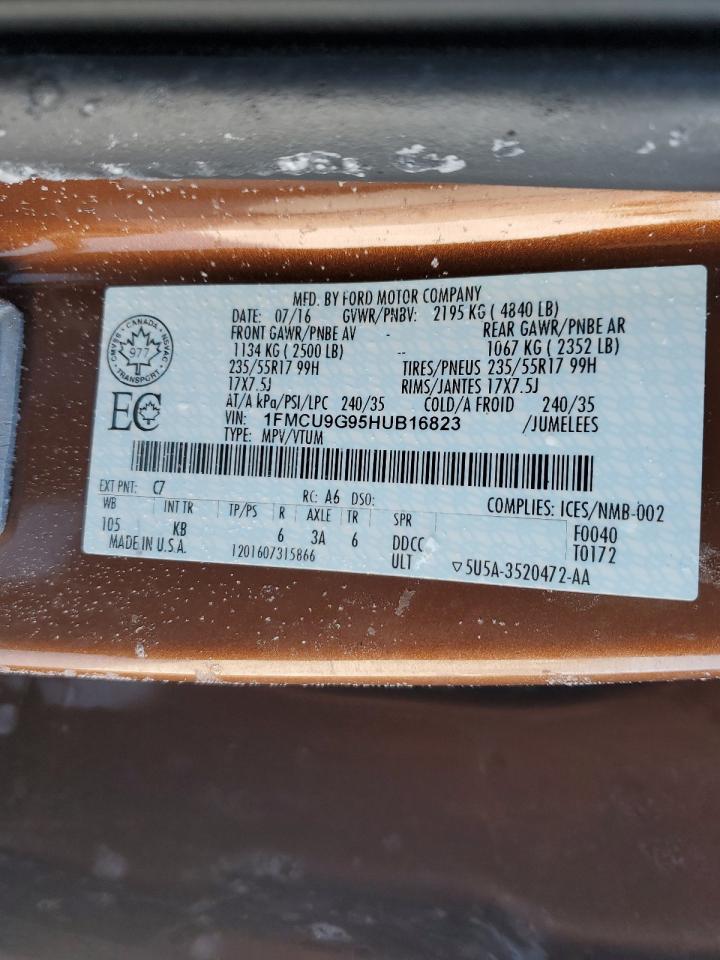 MFD. BY FORD MOTOR COMPANY
DATE: 07/16 GVWR/PNBV: 2195 KG ( 4840 LB)
FRONT GAWR/PNBE AV - REAR GAWR/PNBE AR
1134 KG ( 2500 LB) -- 1067 KG ( 2352 LB)
235/55R17 99H TIRES/PNEUS 235/55R17 99H
17X7.5J RIMS/JANTES 17X7.5J
AT/A kPa/PSI/LPC 240/35 COLD/A FROID 240/35
VIN: 1FMCU9G95HUB16823 /JUMELEES
TYPE: MPV/VTUM
CANADA
977
TRANSPORT
EC
EXT PNT: C7 RC: A6 DSO: COMPLIES: ICES/NMB-002
WB INT TR TP/PS R AXLE TR SPR F0040
105 KB 6 3A 6 DDCC T0172
MADE IN U.S.A. 1201607315866 ULT ▽5U5A-3520472-AA